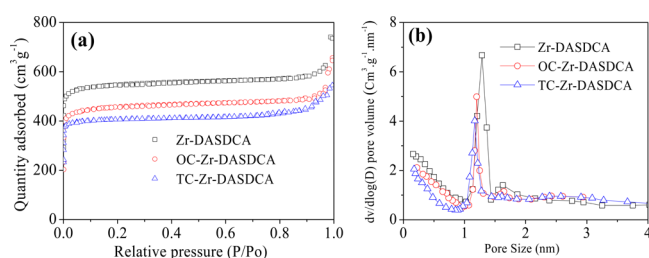 (a)
Quantity adsorbed (cm³g⁻¹)
800
600
400
200
0
Zr-DASDCA
OC-Zr-DASDCA
TC-Zr-DASDCA
0.0 0.2 0.4 0.6 0.8 1.0
Relative pressure (P/Po)
(b)
dv/dlog(D) pore volume (Cm³.g⁻¹.nm⁻¹)
8
6
4
2
0
Zr-DASDCA
OC-Zr-DASDCA
TC-Zr-DASDCA
0 1 2 3 4
Pore Size (nm)